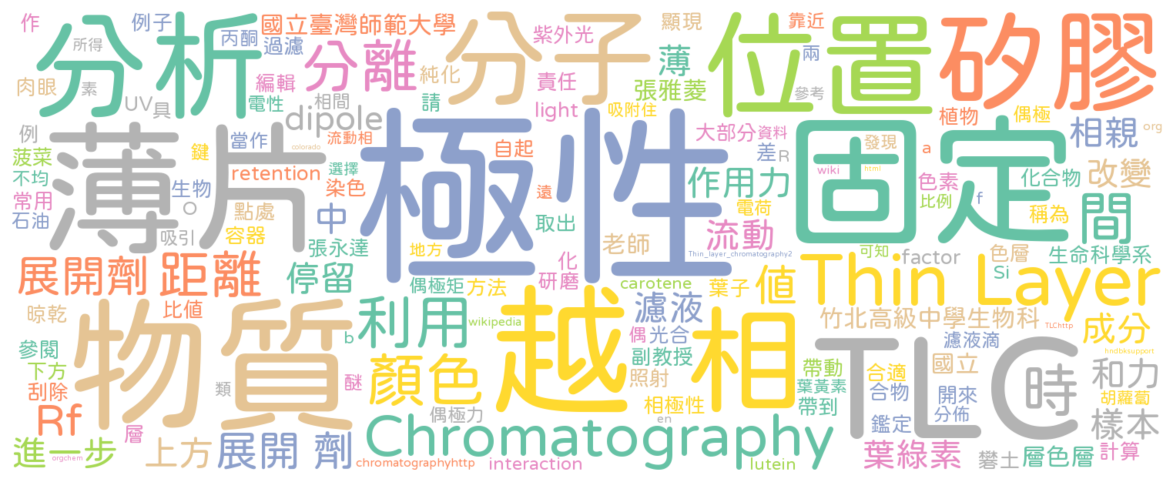 作 例子 國立臺灣師範大學 紫外光 顯現 靠近 兩
所得 丙酮 過濾
分析 分離 分子 薄 位置 矽膠
肉眼 素 編輯 純化 責任 張雅菱 參考
UV 具 電性 相間 請 light 吸附住 植物 偶極
dipole
例 當作 流動相 大部分 資料 相親 org
薄片 極性 固定
菠菜 鍵 colorado 自起 差 R 發現 a
不均 retention 選擇 wiki html 色素 化合物 改變
常用 生物 染色 遠 作用力 比例 f
石油 O 點處 中 取出 電荷 稱為 間
吸引 容器 張永達 地方 老師 流動 可知 色層 生命科學系
Thin_layer_chromatography2 factor
展開劑 距離 停留 偶極矩 方法 化 研磨 carotene 葉子 值 Si
Thin Layer
晾乾 比值 利用 濾液 竹北高級中學生物科 TLChttp 成分
物質 越 相 TLC 時
wikipedia 偶 光合 濾液滴 hndbksupport
參閱 b 副教授 帶動 合適 國立 和力
下方 類 顏色 照射 葉黃素 合物 開來 胡蘿蔔
刮除 醚 相極性 帶到 分佈
Rf 偶極力 en 鑑定 樣本
層 Chromatography
進一步 上方 展開 劑 葉綠素 礬土 層色層 計算
orgchem chromatographyhttp interaction lutein